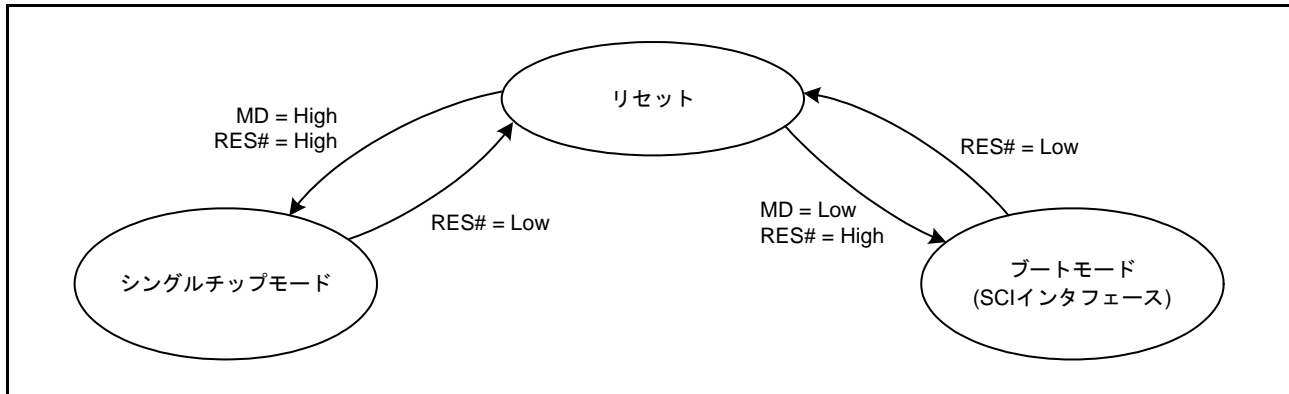 リセット
MD = High
RES# = High
RES# = Low
RES# = Low
MD = Low
RES# = High
シングルチップモード
ブートモード
(SCIインタフェース)